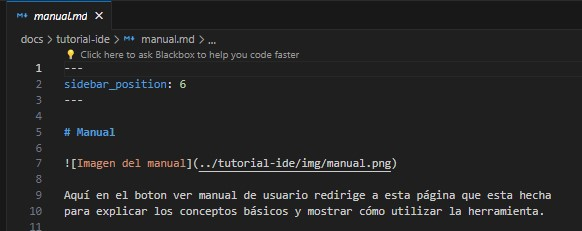 manual.md ×
docs > tutorial-ide > manual.md > ...
Click here to ask Blackbox to help you code faster
1 ---
2 sidebar_position: 6
3 ---
4
5 # Manual
6
7 ![Imagen del manual](../tutorial-ide/img/manual.png)
8
9 Aquí en el boton ver manual de usuario redirige a esta página que esta hecha
10 para explicar los conceptos básicos y mostrar cómo utilizar la herramienta.
11